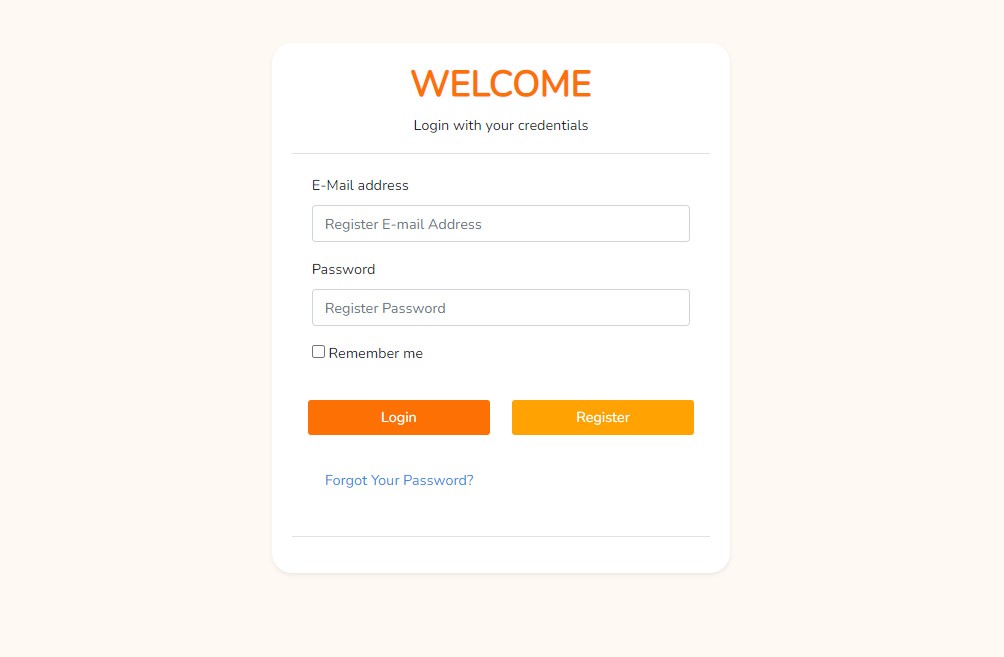 WELCOME
Login with your credentials
E-Mail address
Register E-mail Address
Password
Register Password
Remember me
Login Register
Forgot Your Password?